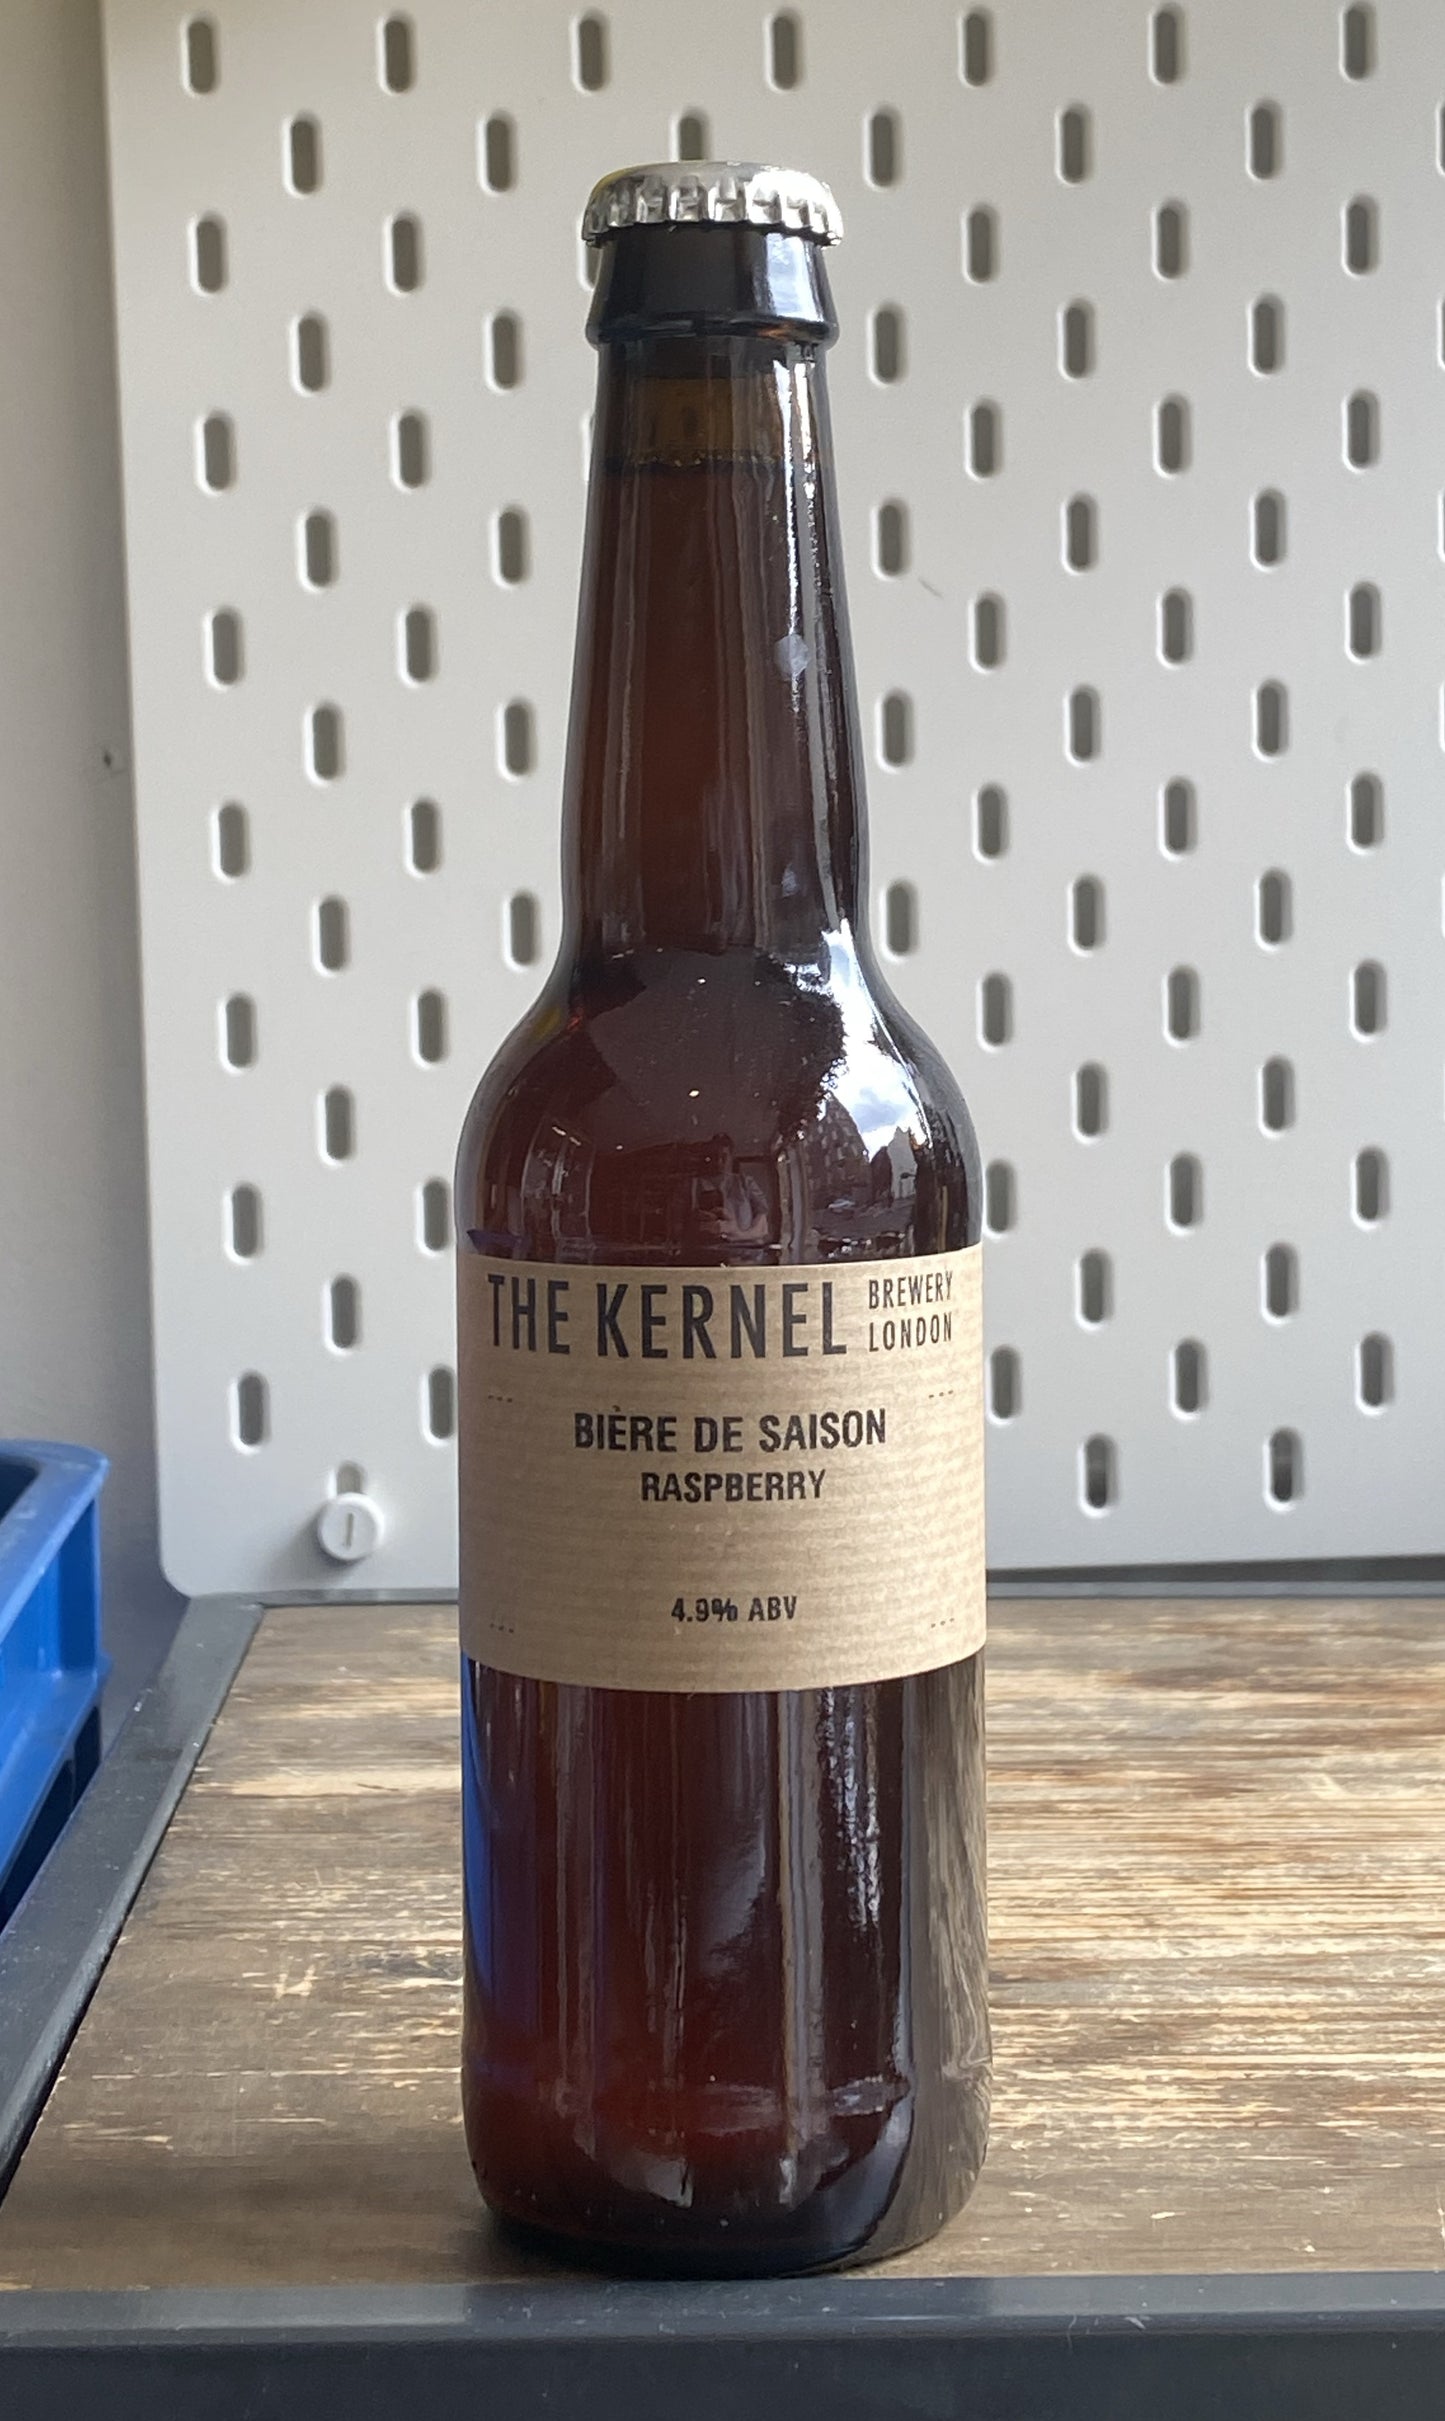 THE KERNEL BREWERY LONDON
BIÈRE DE SAISON
RASPBERRY
4.9% ABV